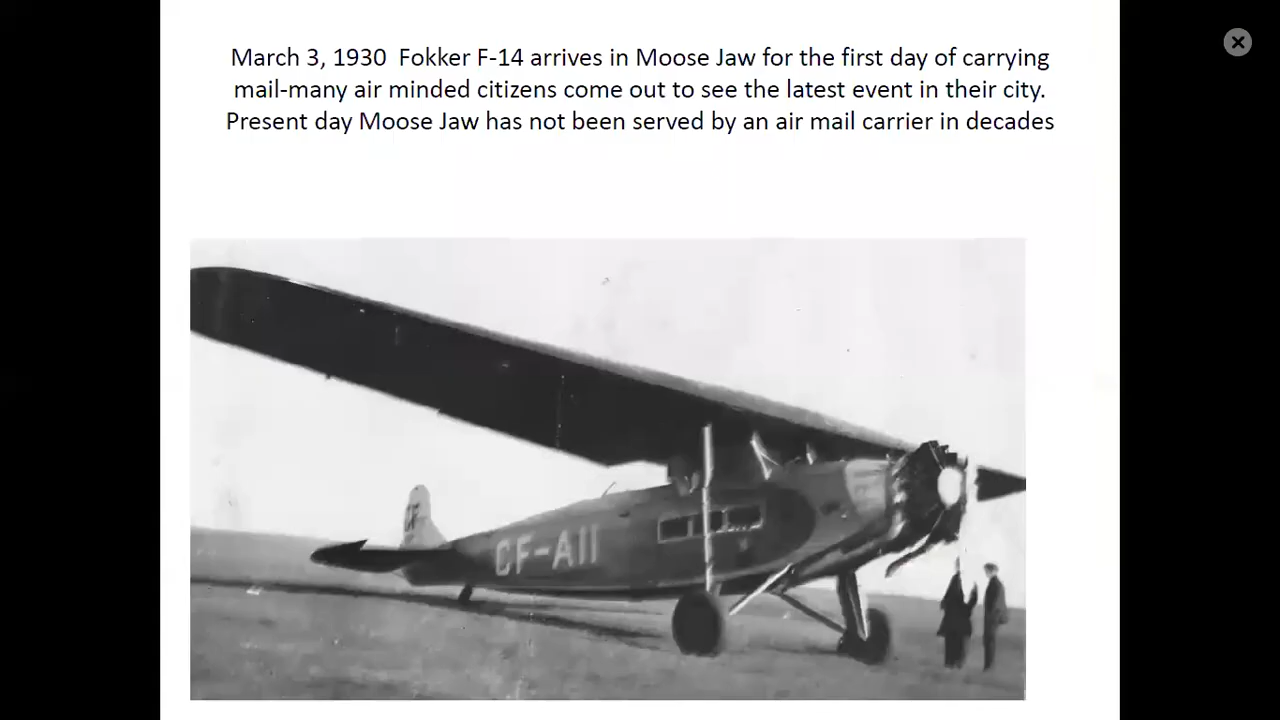 March 3, 1930  Fokker F-14 arrives in Moose Jaw for the first day of carrying
mail-many air minded citizens come out to see the latest event in their city.
Present day Moose Jaw has not been served by an air mail carrier in decades
CF
CF-AII